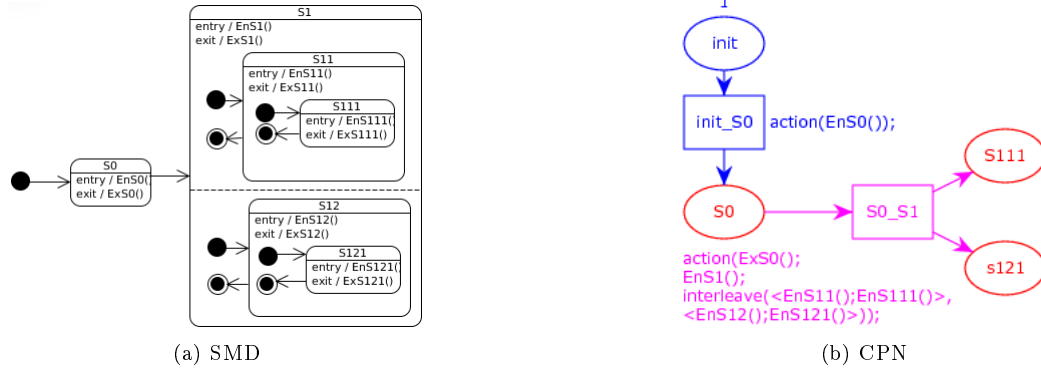 S1
entry / EnS1()
exit / ExS1()
S11
entry / EnS11()
exit / ExS11()
S111
entry / EnS111()
exit / ExS111()
S0
entry / EnS0()
exit / ExS0()
S12
entry / EnS12()
exit / ExS12()
S121
entry / EnS121()
exit / ExS121()
(a) SMD
1
init
init_S0
action(EnS0());
S0
S0_S1
S111
s121
action(ExS0();
EnS1();
interleave(<EnS11();EnS111()>,
<EnS12();EnS121()>));
(b) CPN